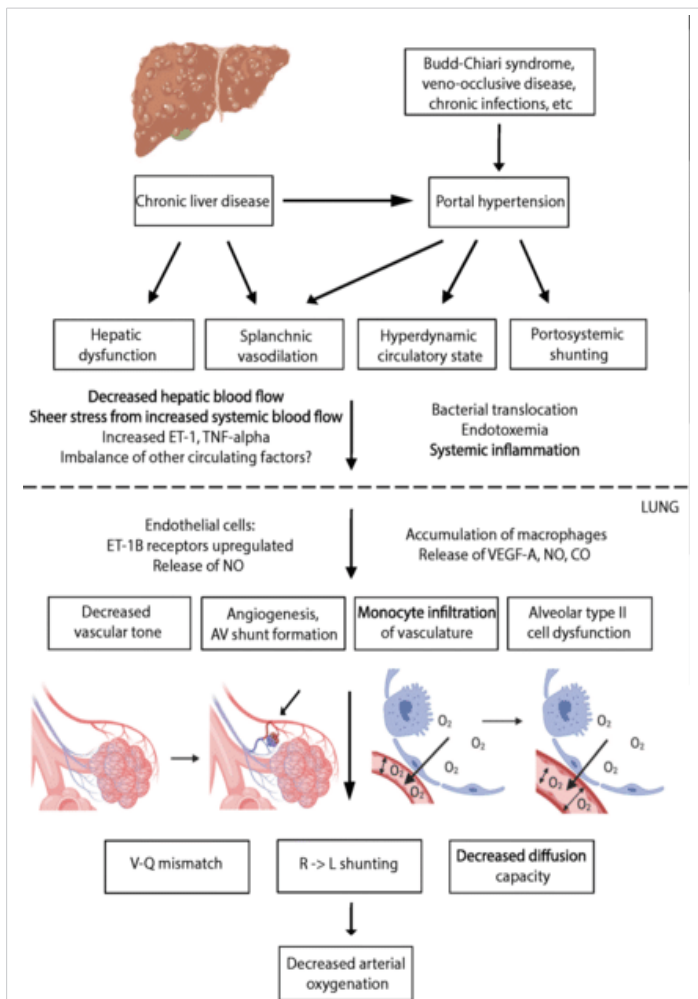 Budd-Chiari syndrome,
veno-occlusive disease,
chronic infections, etc
Chronic liver disease
Portal hypertension
Hepatic
dysfunction
Splanchnic
vasodilation
Hyperdynamic
circulatory state
Portosystemic
shunting
Decreased hepatic blood flow
Sheer stress from increased systemic blood flow
Increased ET-1, TNF-alpha
Imbalance of other circulating factors?
Bacterial translocation
Endotoxemia
Systemic inflammation
LUNG
Endothelial cells:
ET-1B receptors upregulated
Release of NO
Accumulation of macrophages
Release of VEGF-A, NO, CO
Decreased
vascular tone
Angiogenesis,
AV shunt formation
Monocyte infiltration
of vasculature
Alveolar type II
cell dysfunction
O₂
O₂
O₂
O₂
O₂
O₂
O₂
O₂
O₂
O₂
V-Q mismatch
R -> L shunting
Decreased diffusion
capacity
Decreased arterial
oxygenation